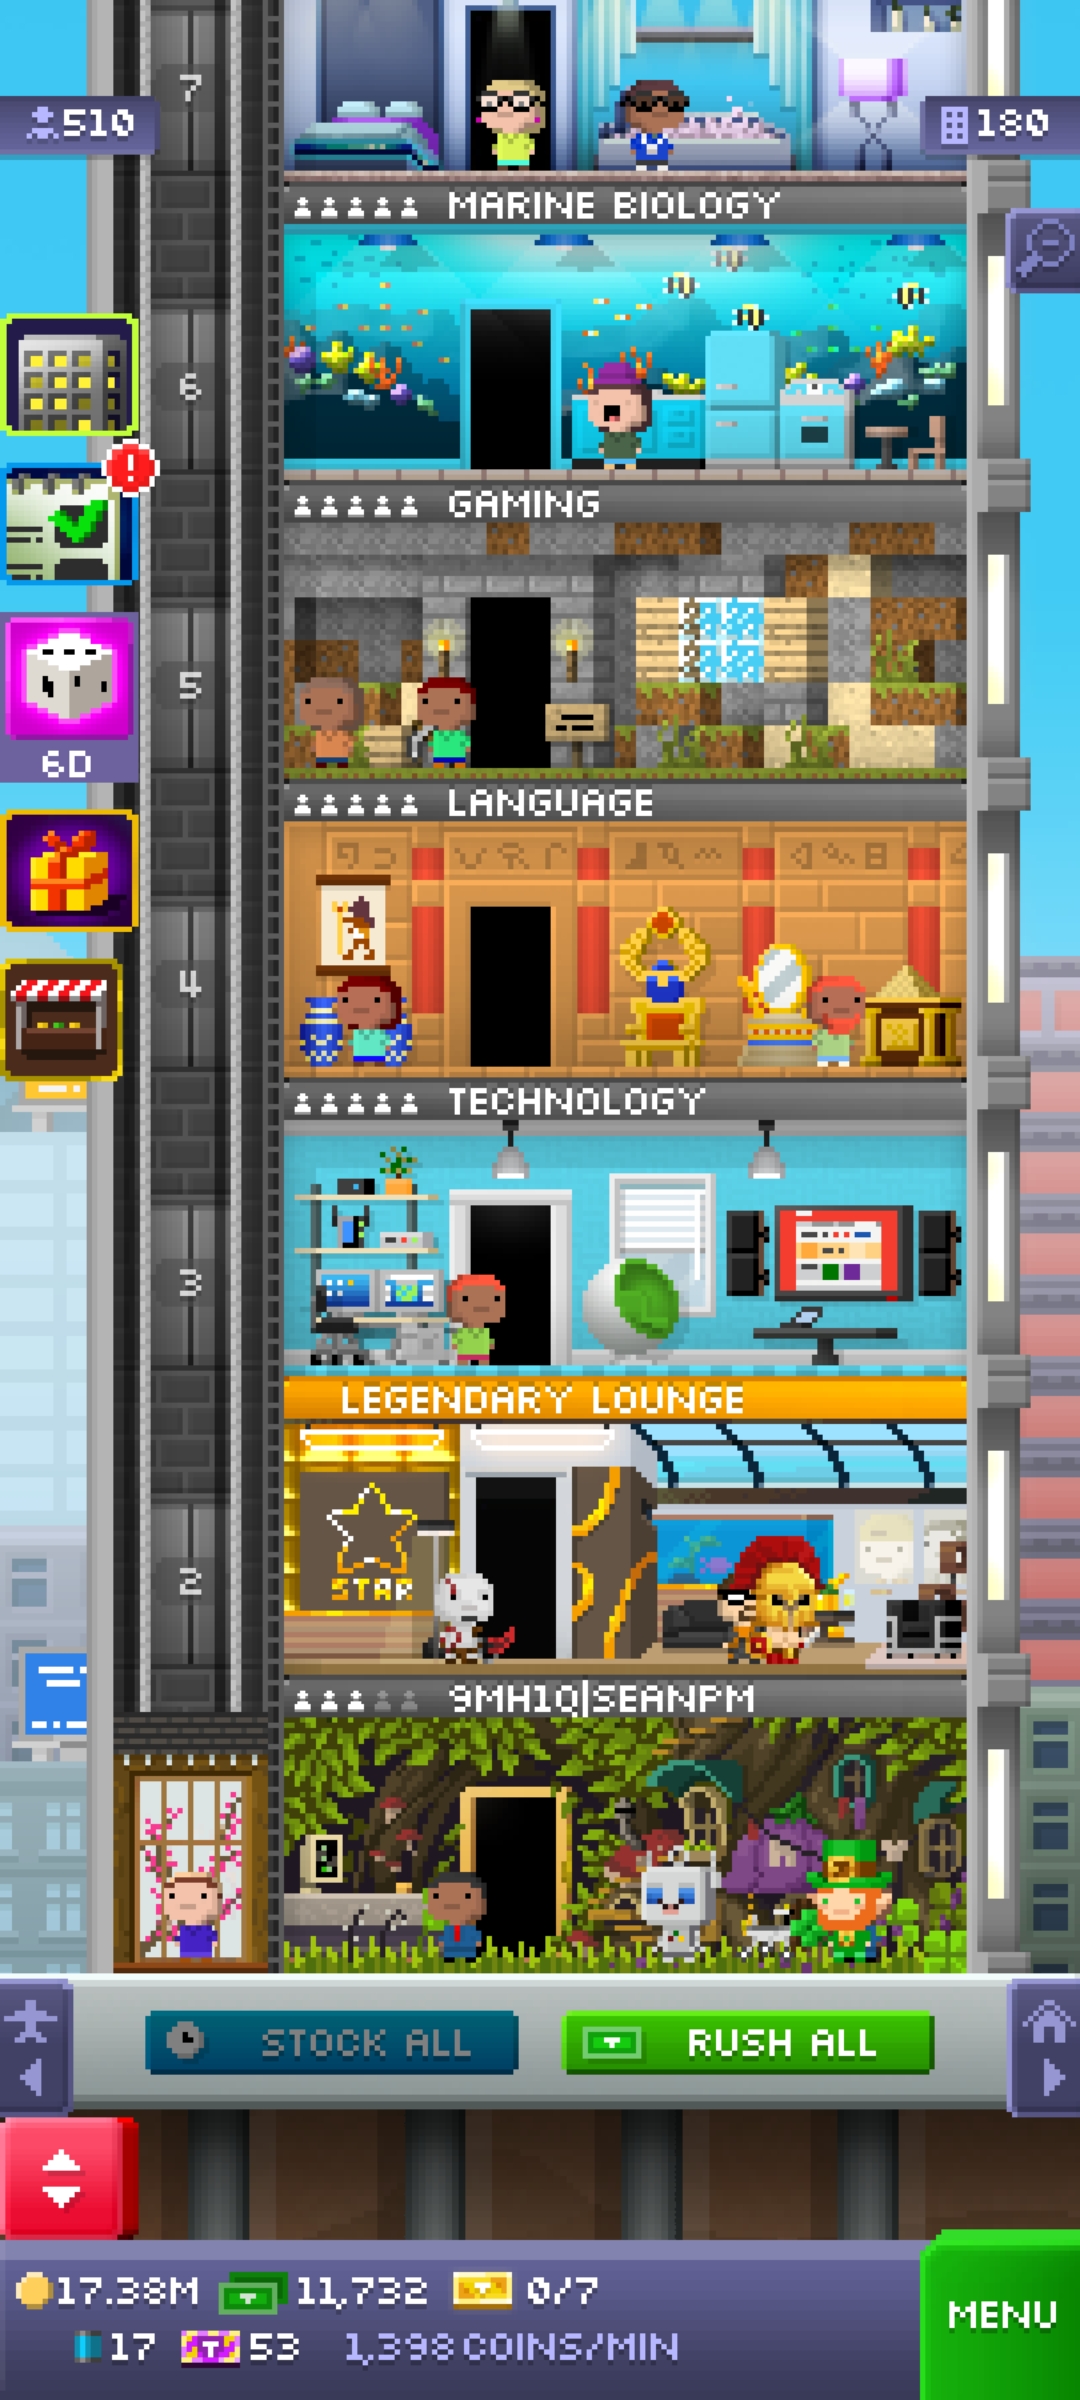 7
510
180
MARINE BIOLOGY
6
GAMING
5
6D
LANGUAGE
4
TECHNOLOGY
3
LEGENDARY LOUNGE
STAR
2
9MH1Q|SEANPM
STOCK ALL
RUSH ALL
17.38M
11,732
0/7
MENU
17
53
1,398 COINS/MIN